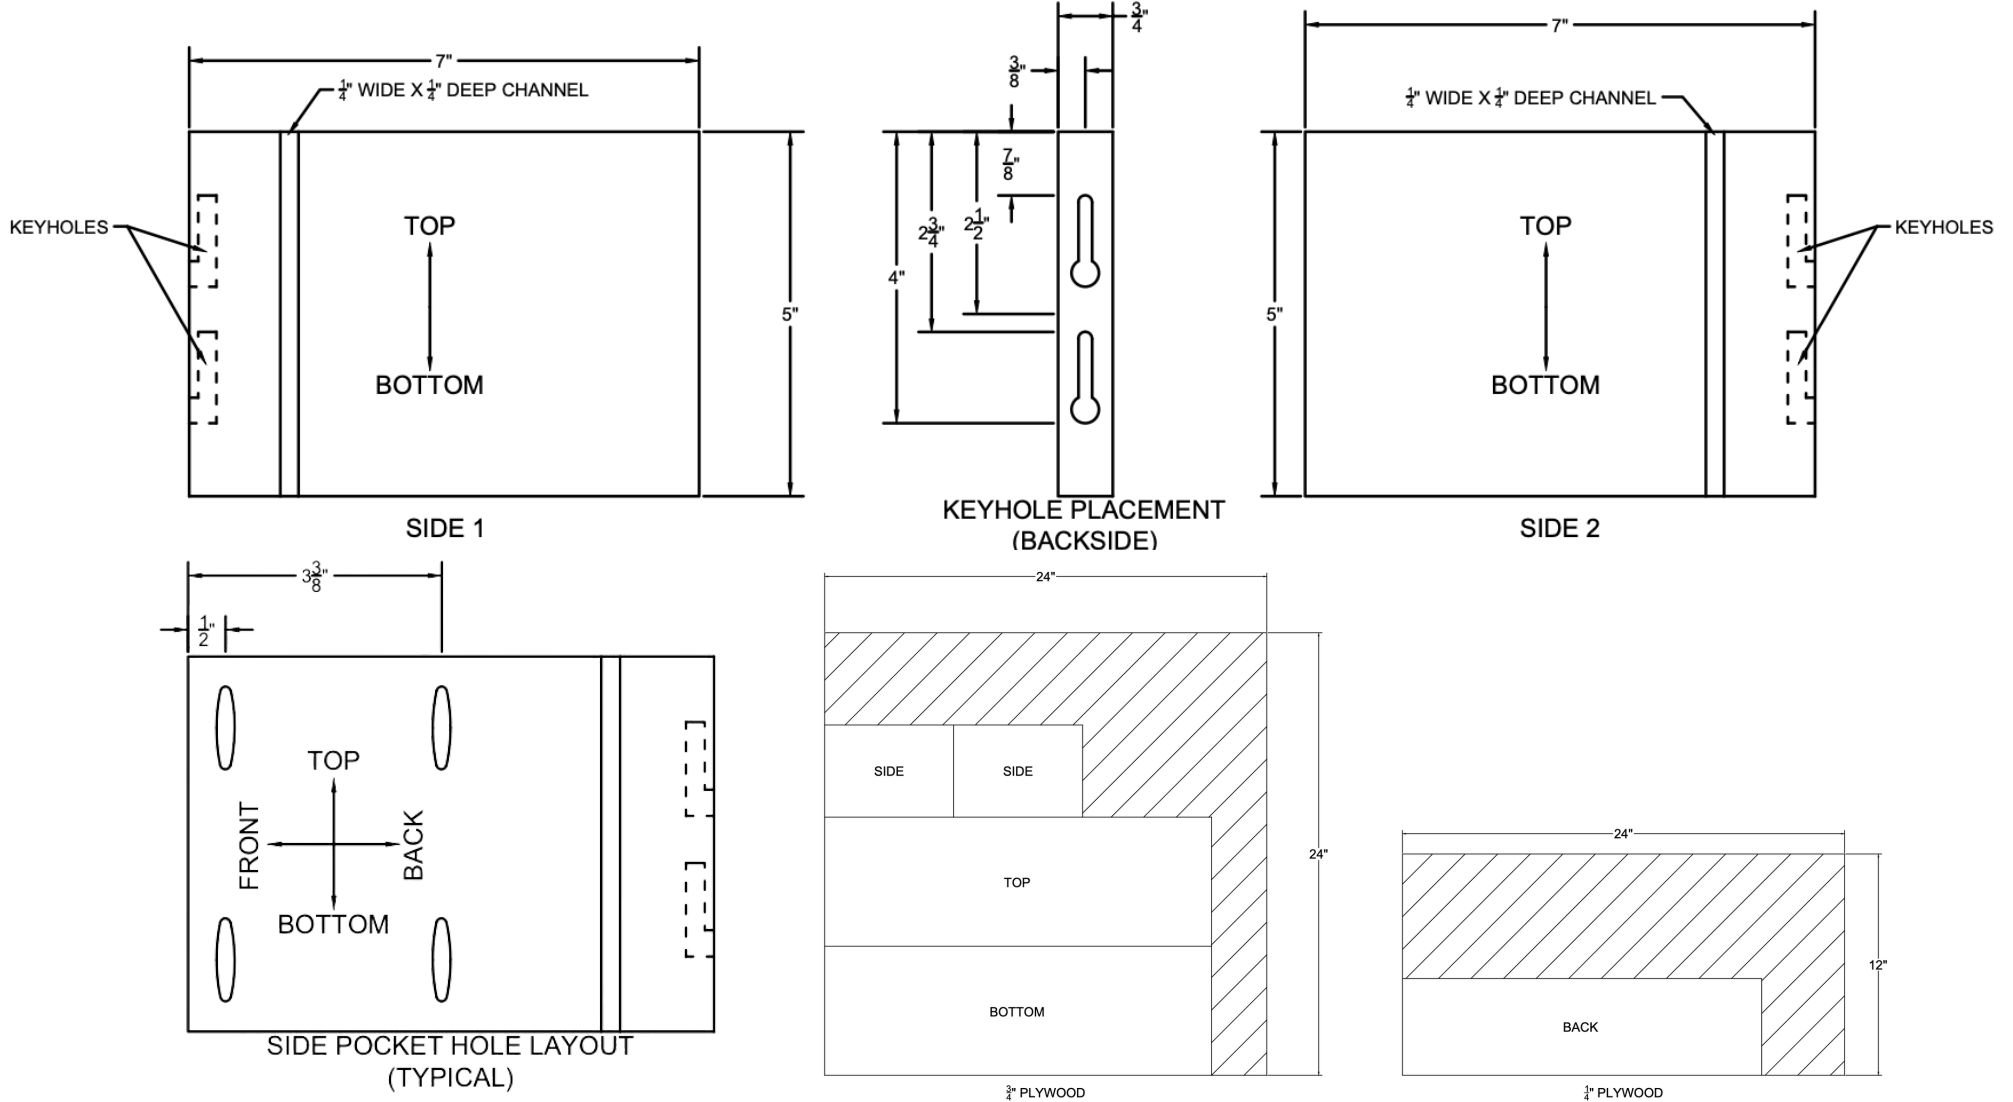 3/4"
7"
7"
3/8"
1/4" WIDE X 1/4" DEEP CHANNEL
1/4" WIDE X 1/4" DEEP CHANNEL
7/8"
KEYHOLES
TOP
2 3/4"
2 1/2"
TOP
KEYHOLES
4"
5"
5"
BOTTOM
BOTTOM
SIDE 1
KEYHOLE PLACEMENT
(BACKSIDE)
SIDE 2
3 3/8"
1/2"
24"
SIDE
SIDE
TOP
FRONT
BACK
BOTTOM
TOP
24"
BOTTOM
SIDE POCKET HOLE LAYOUT
(TYPICAL)
3/4" PLYWOOD
24"
12"
BACK
1/4" PLYWOOD